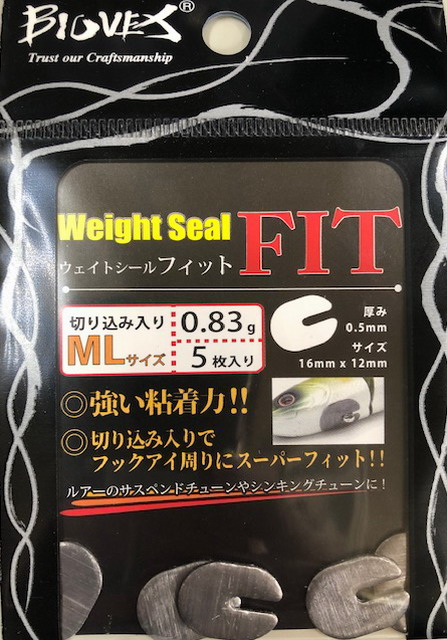 BIOVEX®
Trust our Craftsmanship
Weight Seal FIT
ウェイトシールフィット
切り込み入り 0.83g
MLサイズ 5枚入り
厚み
0.5mm
サイズ
16mm x 12mm
◎強い粘着力!!
◎切り込み入りで
フックアイ周りにスーパーフィット!!
ルアーのサスペンドチューンやシンキングチューンに!